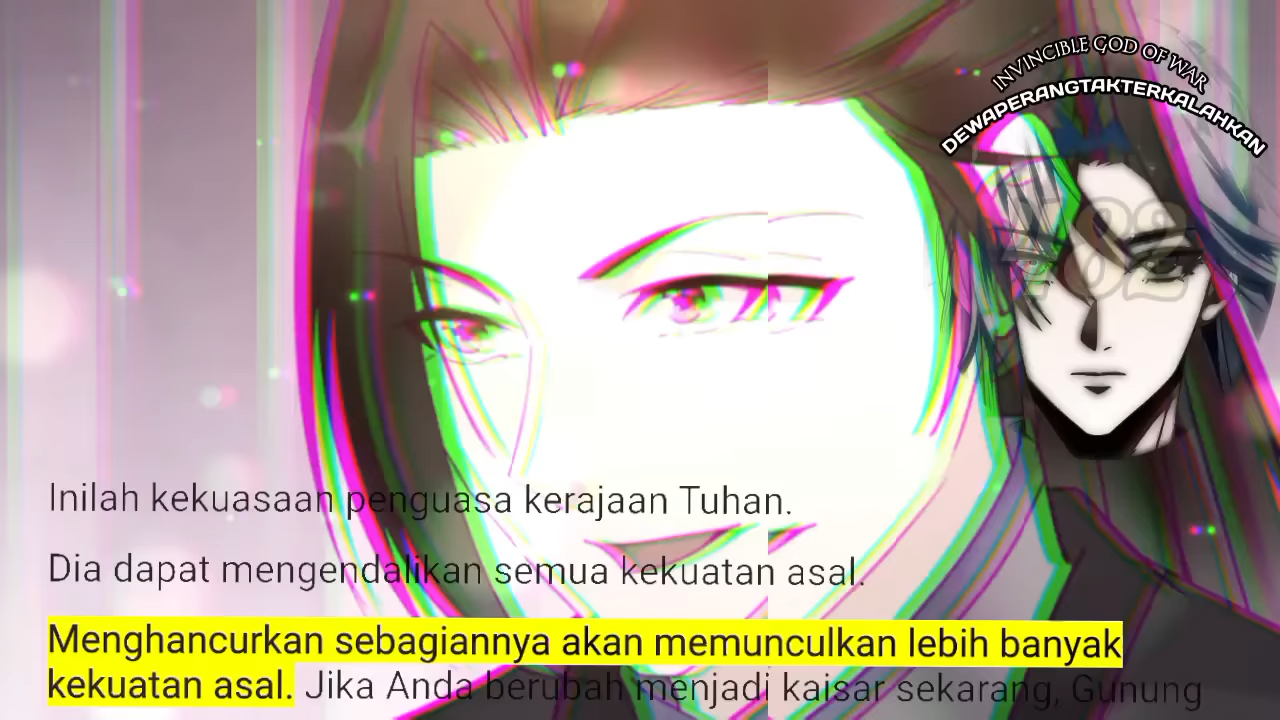 INVINCIBLE GOD OF WAR
DEWAPERANGTAKTERKALAHKAN
Inilah kekuasaan penguasa kerajaan Tuhan.
Dia dapat mengendalikan semua kekuatan asal.
Menghancurkan sebagiannya akan memunculkan lebih banyak
kekuatan asal. Jika Anda berubah menjadi kaisar sekarang, Gunung